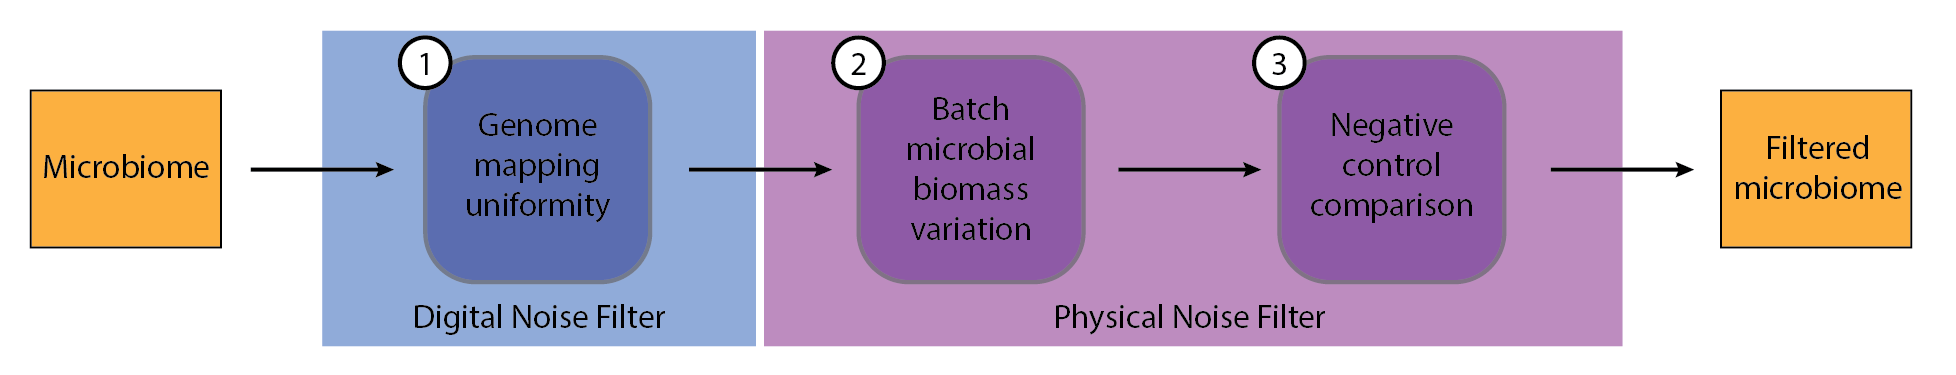 Microbiome
1
Genome
mapping
uniformity
Digital Noise Filter
2
Batch
microbial
biomass
variation
3
Negative
control
comparison
Physical Noise Filter
Filtered
microbiome